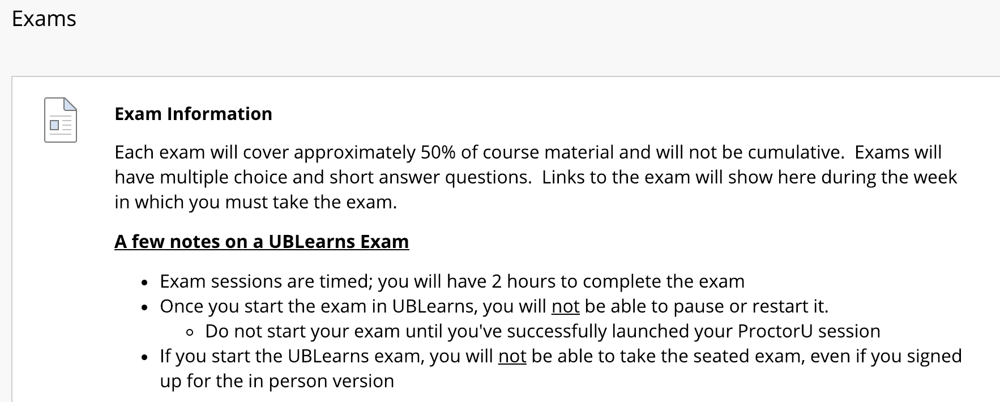 Exams
Exam Information
Each exam will cover approximately 50% of course material and will not be cumulative.  Exams will
have multiple choice and short answer questions.  Links to the exam will show here during the week
in which you must take the exam.
A few notes on a UBLearns Exam
• Exam sessions are timed; you will have 2 hours to complete the exam
• Once you start the exam in UBLearns, you will not be able to pause or restart it.
◦ Do not start your exam until you've successfully launched your ProctorU session
• If you start the UBLearns exam, you will not be able to take the seated exam, even if you signed
up for the in person version